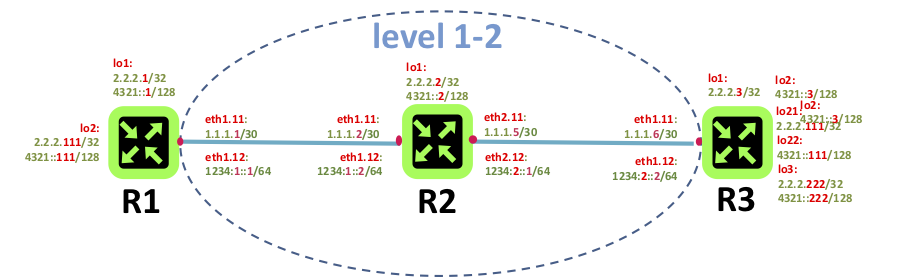 level 1-2
lo1:
2.2.2.1/32
4321::1/128
lo2:
2.2.2.111/32
4321::111/128
R1
eth1.11:
1.1.1.1/30
eth1.12:
1234:1::1/64
eth1.11:
1.1.1.2/30
eth1.12:
1234:1::2/64
lo1:
2.2.2.2/32
4321::2/128
R2
eth2.11:
1.1.1.5/30
eth2.12:
1234:2::1/64
eth1.11:
1.1.1.6/30
eth1.12:
1234:2::2/64
lo1:
2.2.2.3/32
R3
lo2:
4321::3/128
lo2:
4321::3/128
lo21:
2.2.2.111/32
lo22:
4321::111/128
lo3:
2.2.2.222/32
4321::222/128